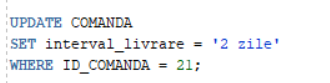 UPDATE COMANDA
SET interval_livrare = '2 zile'
WHERE ID_COMANDA = 21;